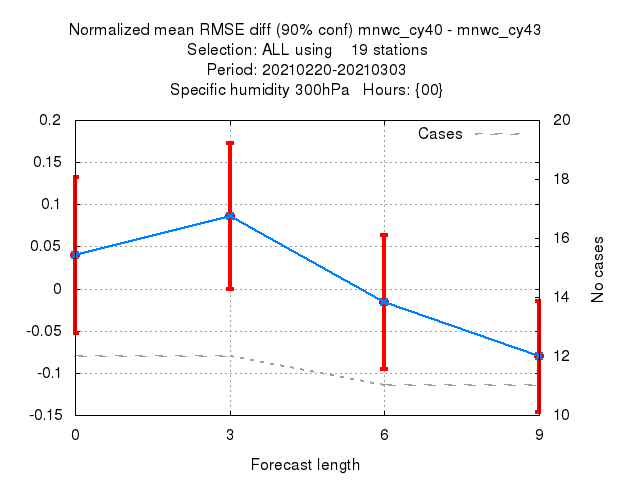 Normalized mean RMSE diff (90% conf) mnwc_cy40 - mnwc_cy43
Selection: ALL using 19 stations
Period: 20210220-20210303
Specific humidity 300hPa Hours: {00}
Cases
0.2
0.15
0.1
0.05
0
-0.05
-0.1
-0.15
20
18
16
14
12
10
No cases
0 3 6 9
Forecast length